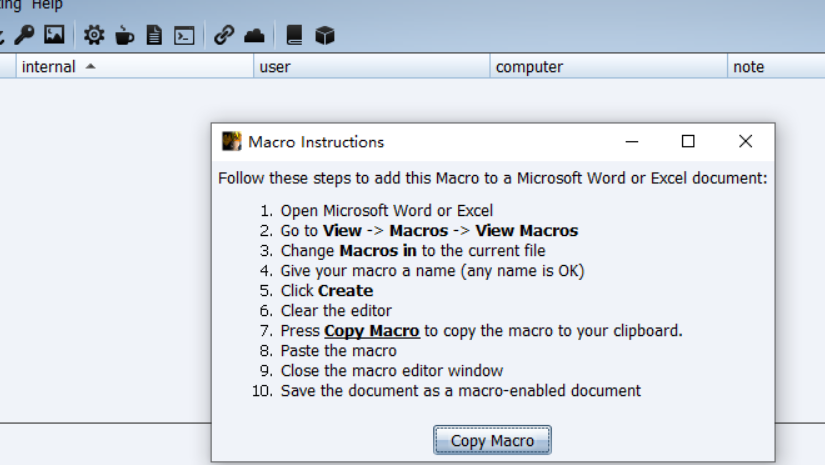 Help
internal user computer note
Macro Instructions
Follow these steps to add this Macro to a Microsoft Word or Excel document:
1. Open Microsoft Word or Excel
2. Go to View -> Macros -> View Macros
3. Change Macros in to the current file
4. Give your macro a name (any name is OK)
5. Click Create
6. Clear the editor
7. Press Copy Macro to copy the macro to your clipboard.
8. Paste the macro
9. Close the macro editor window
10. Save the document as a macro-enabled document
Copy Macro